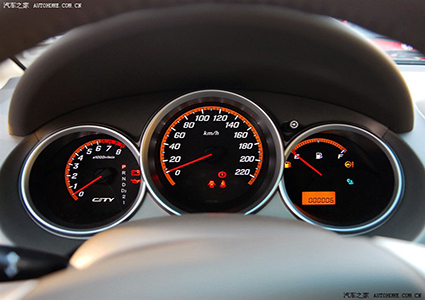 汽车之家 AUTOHOME.COM.CN
0 1 2 3 4 5 6 7 8
x1000r/min
P
R
N
D
D3
2
1
CITY
0 20 40 60 80 100 120 140 160 180 200 220
km/h
E F
000006
汽车之家 AUTOHOME.COM.CN